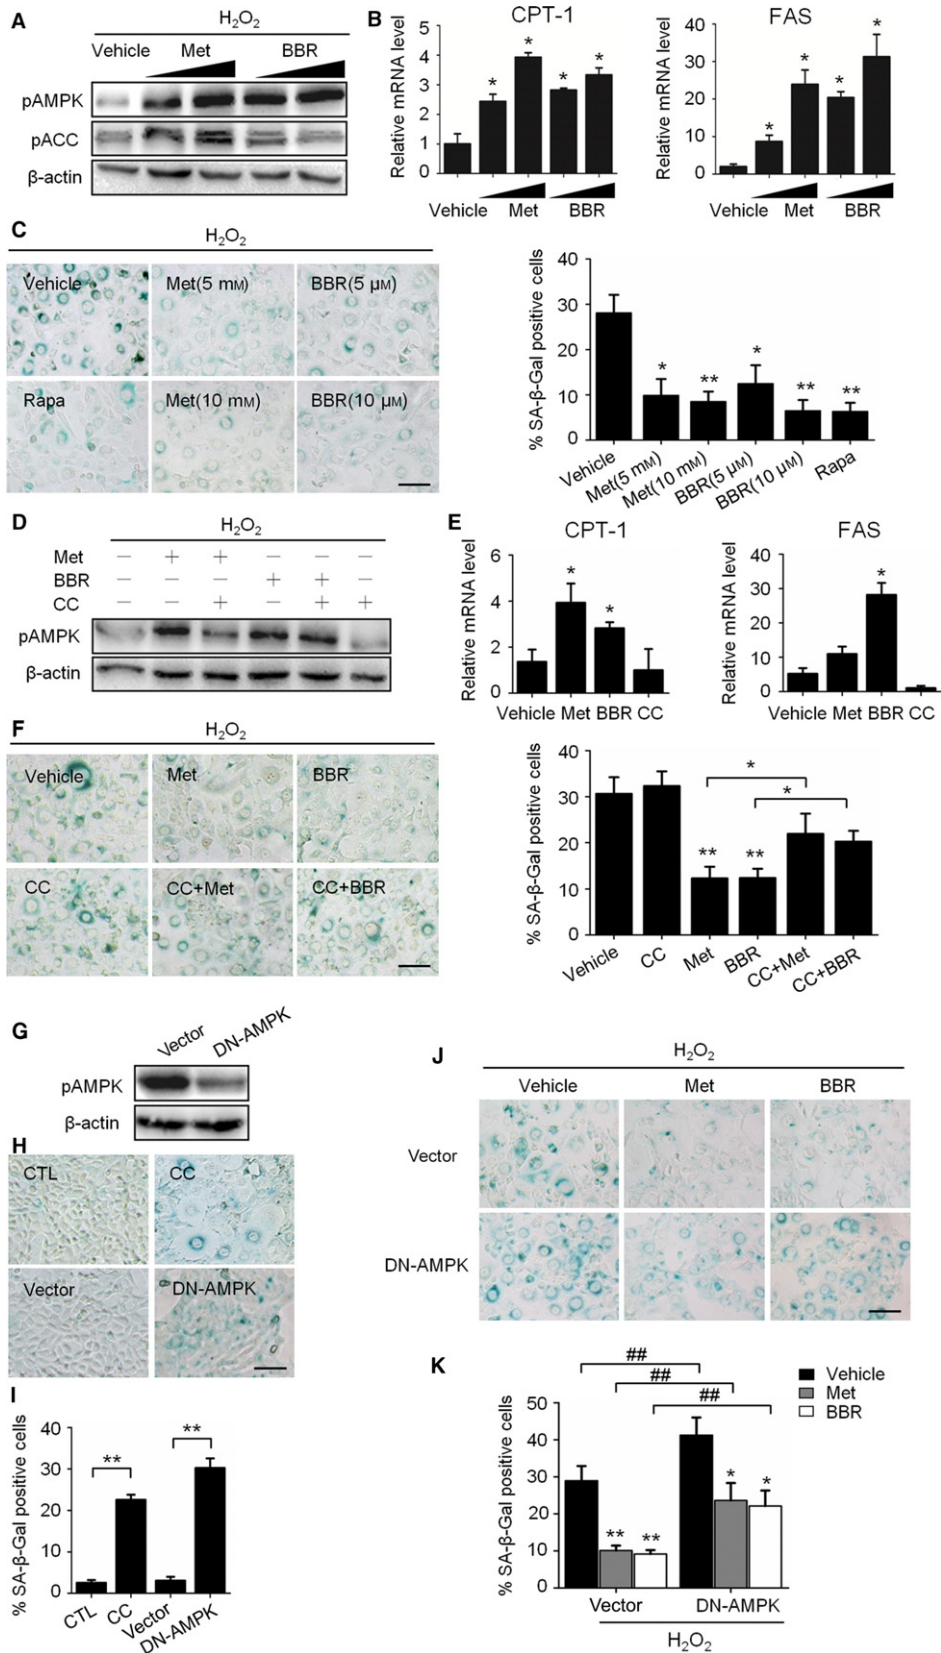 A
H₂O₂
Vehicle Met BBR
pAMPK
pACC
β-actin
B
CPT-1
Relative mRNA level
5
4
3
2
1
0
* * * *
Vehicle Met BBR
FAS
Relative mRNA level
40
30
20
10
0
* * * *
Vehicle Met BBR
C
H₂O₂
Vehicle Met(5 mM) BBR(5 µM)
Rapa Met(10 mM) BBR(10 µM)
% SA-β-Gal positive cells
40
30
20
10
0
* ** * ** **
Vehicle Met(5 mM) Met(10 mM) BBR(5 µM) BBR(10 µM) Rapa
D
H₂O₂
Met − + + − − −
BBR − − − + + −
CC − − + − + +
pAMPK
β-actin
E
CPT-1
Relative mRNA level
6
4
2
0
* *
Vehicle Met BBR CC
FAS
Relative mRNA level
40
30
20
10
0
*
Vehicle Met BBR CC
F
H₂O₂
Vehicle Met BBR
CC CC+Met CC+BBR
% SA-β-Gal positive cells
40
30
20
10
0
*
*
** **
Vehicle CC Met BBR CC+Met CC+BBR
G
Vector DN-AMPK
pAMPK
β-actin
H
CTL CC
Vector DN-AMPK
I
% SA-β-Gal positive cells
40
30
20
10
0
** **
CTL CC Vector DN-AMPK
J
H₂O₂
Vehicle Met BBR
Vector
DN-AMPK
K
##
##
##
Vehicle
Met
BBR
% SA-β-Gal positive cells
50
40
30
20
10
0
** ** * *
Vector DN-AMPK
H₂O₂